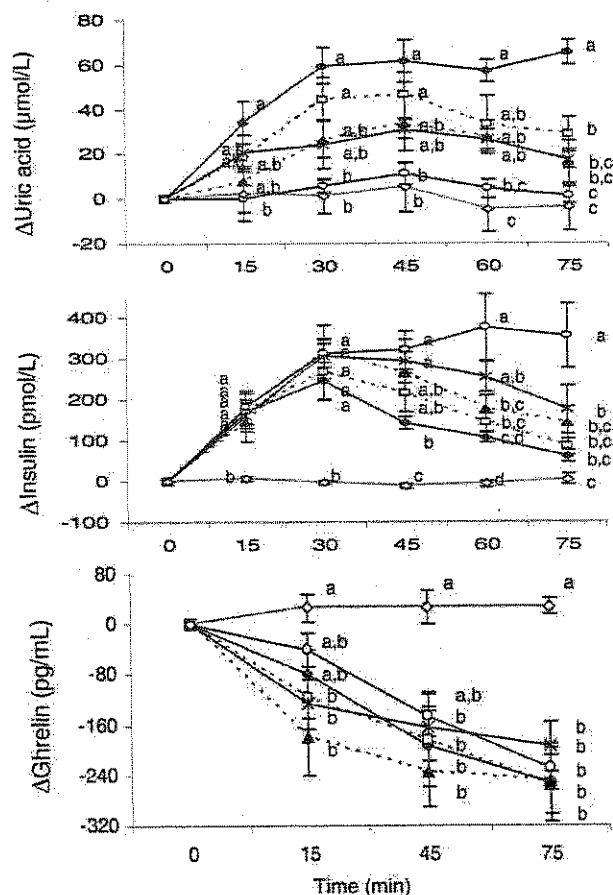 ΔUric acid (µmol/L)
80
60
40
20
0
-20
a a a a a
a a,b b
a,b a,b a,b a,b b,c
a,b b,c
b b b,c c
b b b c c
0 15 30 45 60 75
ΔInsulin (pmol/L)
400
300
200
100
0
-100
a a a
a a a,b b
a a,b b,c b,c
a a,b b,c b,c
a b c,d b,c
b b c d c
0 15 30 45 60 75
ΔGhrelin (pg/mL)
80
0
-80
-160
-240
-320
a a a
a,b a,b
a,b b b
b b b
b b b
b b b
0 15 45 75
Time (min)